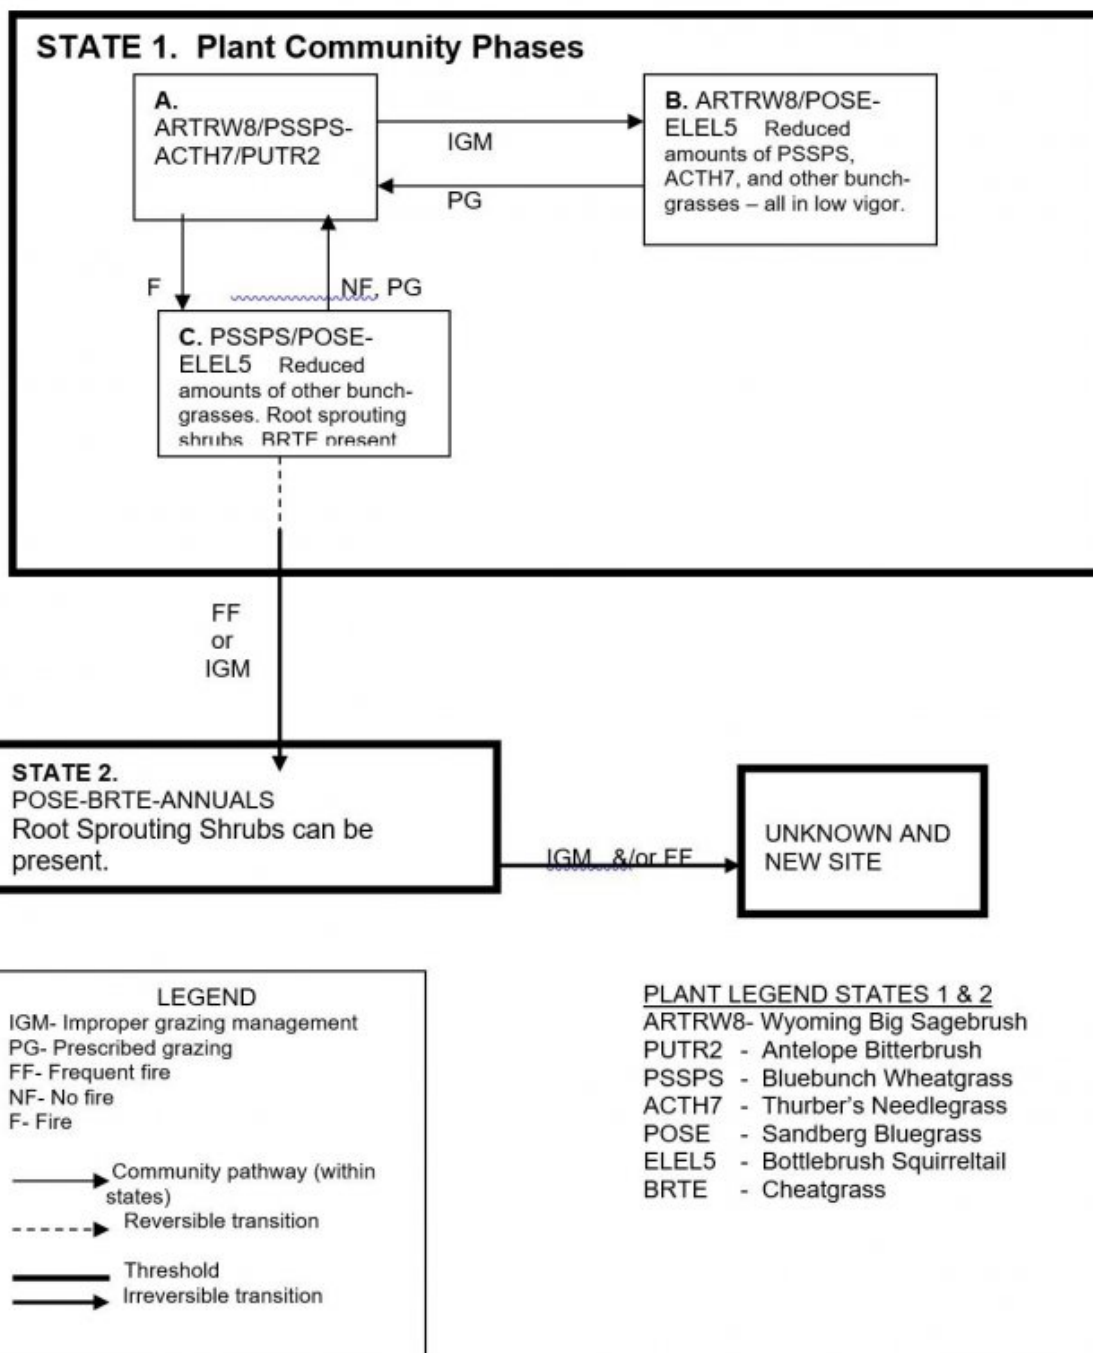 STATE 1. Plant Community Phases
A.
ARTRW8/PSSPS-
ACTH7/PUTR2
IGM
PG
B. ARTRW8/POSE-
ELEL5 Reduced
amounts of PSSPS,
ACTH7, and other bunch-
grasses – all in low vigor.
F
NF, PG
C. PSSPS/POSE-
ELEL5 Reduced
amounts of other bunch-
grasses. Root sprouting
shrubs BRTE present
FF
or
IGM
STATE 2.
POSE-BRTE-ANNUALS
Root Sprouting Shrubs can be
present.
IGM &/or FF
UNKNOWN AND
NEW SITE
LEGEND
IGM- Improper grazing management
PG- Prescribed grazing
FF- Frequent fire
NF- No fire
F- Fire
Community pathway (within
states)
Reversible transition
Threshold
Irreversible transition
PLANT LEGEND STATES 1 & 2
ARTRW8- Wyoming Big Sagebrush
PUTR2 - Antelope Bitterbrush
PSSPS - Bluebunch Wheatgrass
ACTH7 - Thurber's Needlegrass
POSE - Sandberg Bluegrass
ELEL5 - Bottlebrush Squirreltail
BRTE - Cheatgrass